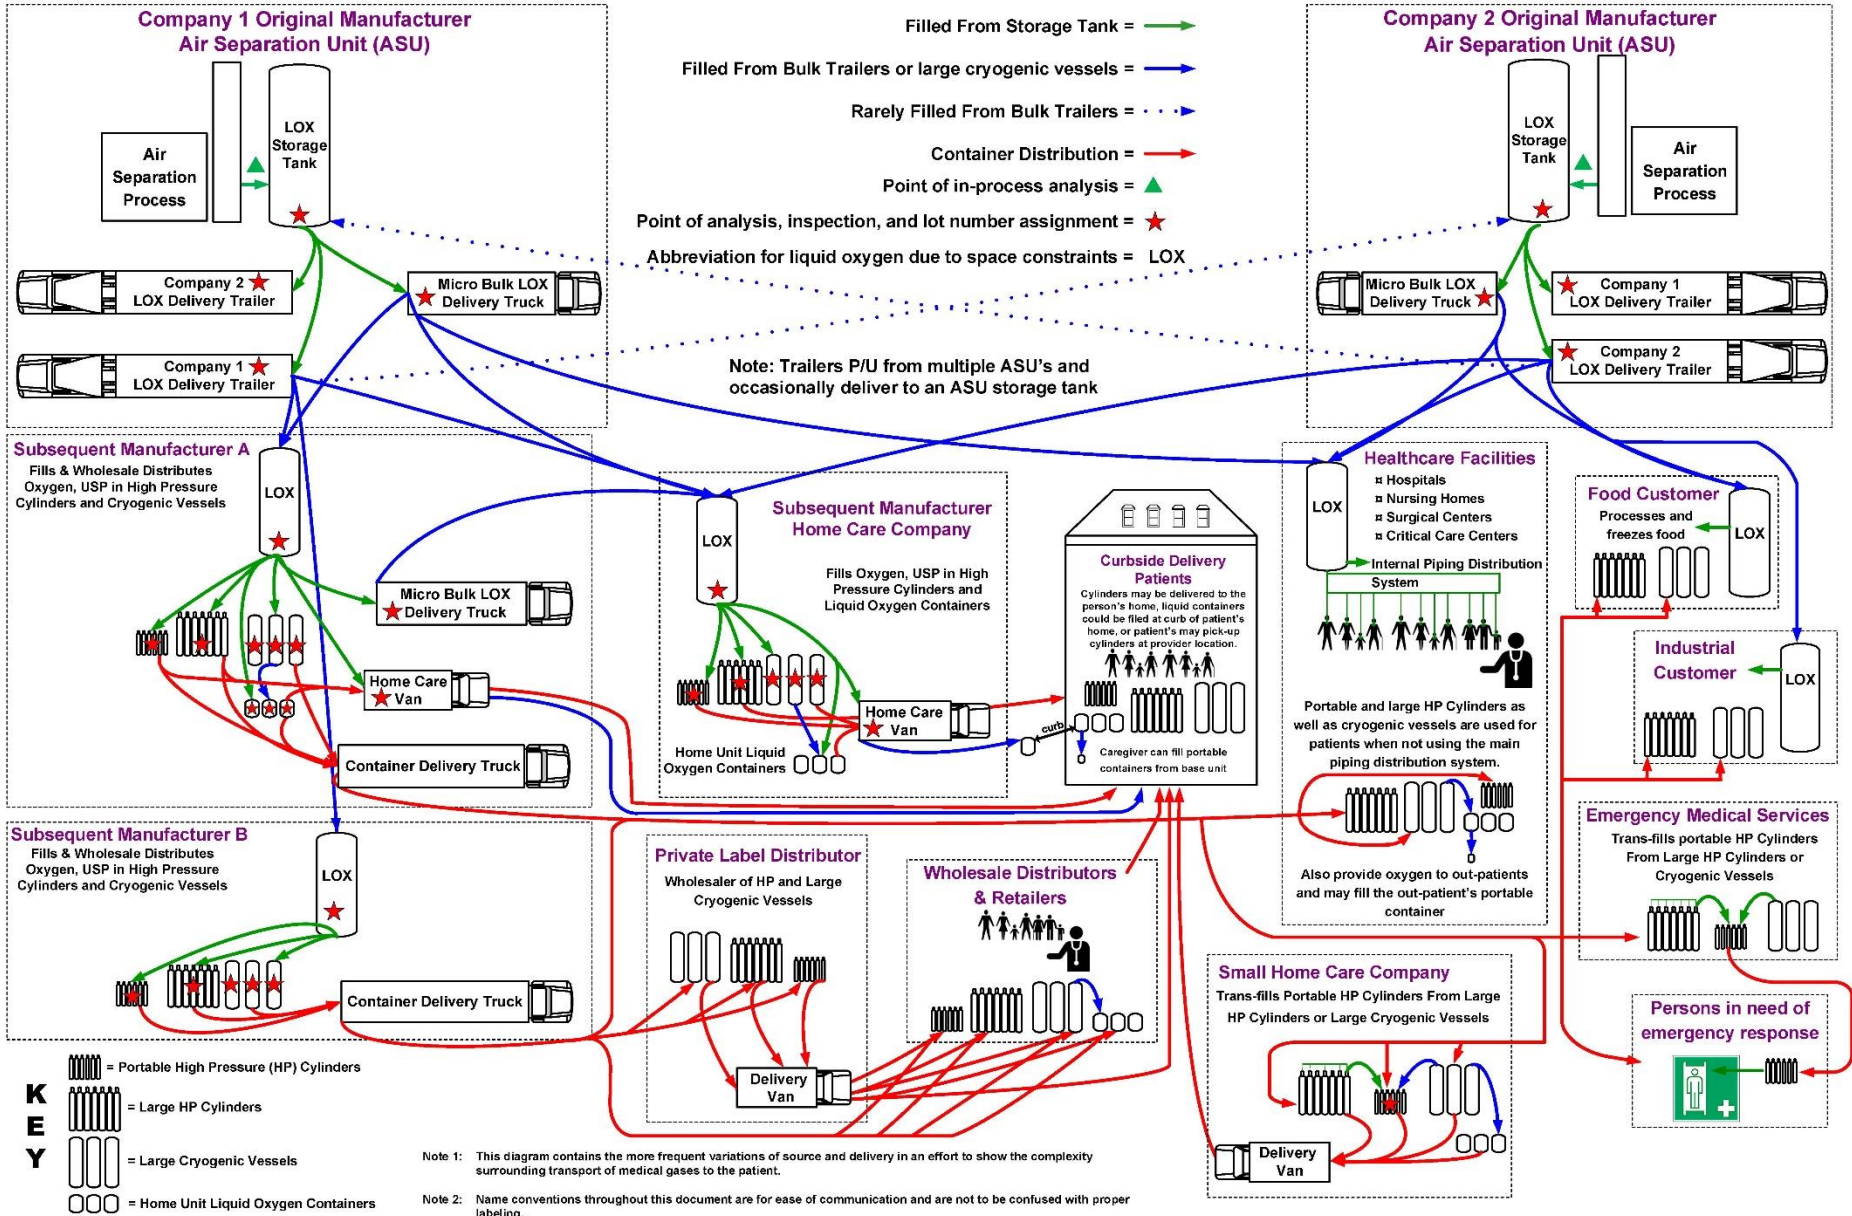 Company 1 Original Manufacturer
Air Separation Unit (ASU)
LOX
Storage
Tank
Air
Separation
Process
Company 2
LOX Delivery Trailer
Micro Bulk LOX
Delivery Truck
Company 1
LOX Delivery Trailer
Filled From Storage Tank =
Filled From Bulk Trailers or large cryogenic vessels =
Rarely Filled From Bulk Trailers =
Container Distribution =
Point of in-process analysis =
Point of analysis, inspection, and lot number assignment =
Abbreviation for liquid oxygen due to space constraints = LOX
Note: Trailers P/U from multiple ASU's and
occasionally deliver to an ASU storage tank
Company 2 Original Manufacturer
Air Separation Unit (ASU)
LOX
Storage
Tank
Air
Separation
Process
Micro Bulk LOX
Delivery Truck
Company 1
LOX Delivery Trailer
Company 2
LOX Delivery Trailer
Subsequent Manufacturer A
Fills & Wholesale Distributes
Oxygen, USP in High Pressure
Cylinders and Cryogenic Vessels
LOX
Micro Bulk LOX
Delivery Truck
Home Care
Van
Container Delivery Truck
Subsequent Manufacturer
Home Care Company
LOX
Fills Oxygen, USP in High
Pressure Cylinders and
Liquid Oxygen Containers
Home Care
Van
Home Unit Liquid
Oxygen Containers
curb
Curbside Delivery
Patients
Cylinders may be delivered to the
person's home, liquid containers
could be filed at curb of patient's
home, or patient's may pick-up
cylinders at provider location.
Caregiver can fill portable
containers from base unit
Healthcare Facilities
¤ Hospitals
¤ Nursing Homes
¤ Surgical Centers
¤ Critical Care Centers
LOX
Internal Piping Distribution
System
Portable and large HP Cylinders as
well as cryogenic vessels are used for
patients when not using the main
piping distribution system.
Also provide oxygen to out-patients
and may fill the out-patient's portable
container
Food Customer
Processes and
freezes food
LOX
Industrial
Customer
LOX
Emergency Medical Services
Trans-fills portable HP Cylinders
From Large HP Cylinders or
Cryogenic Vessels
Persons in need of
emergency response
Subsequent Manufacturer B
Fills & Wholesale Distributes
Oxygen, USP in High Pressure
Cylinders and Cryogenic Vessels
LOX
Container Delivery Truck
Private Label Distributor
Wholesaler of HP and Large
Cryogenic Vessels
Delivery
Van
Wholesale Distributors
& Retailers
Small Home Care Company
Trans-fills Portable HP Cylinders From Large
HP Cylinders or Large Cryogenic Vessels
Delivery
Van
K
E
Y
= Portable High Pressure (HP) Cylinders
= Large HP Cylinders
= Large Cryogenic Vessels
= Home Unit Liquid Oxygen Containers
Note 1: This diagram contains the more frequent variations of source and delivery in an effort to show the complexity
surrounding transport of medical gases to the patient.
Note 2: Name conventions throughout this document are for ease of communication and are not to be confused with proper
labeling.